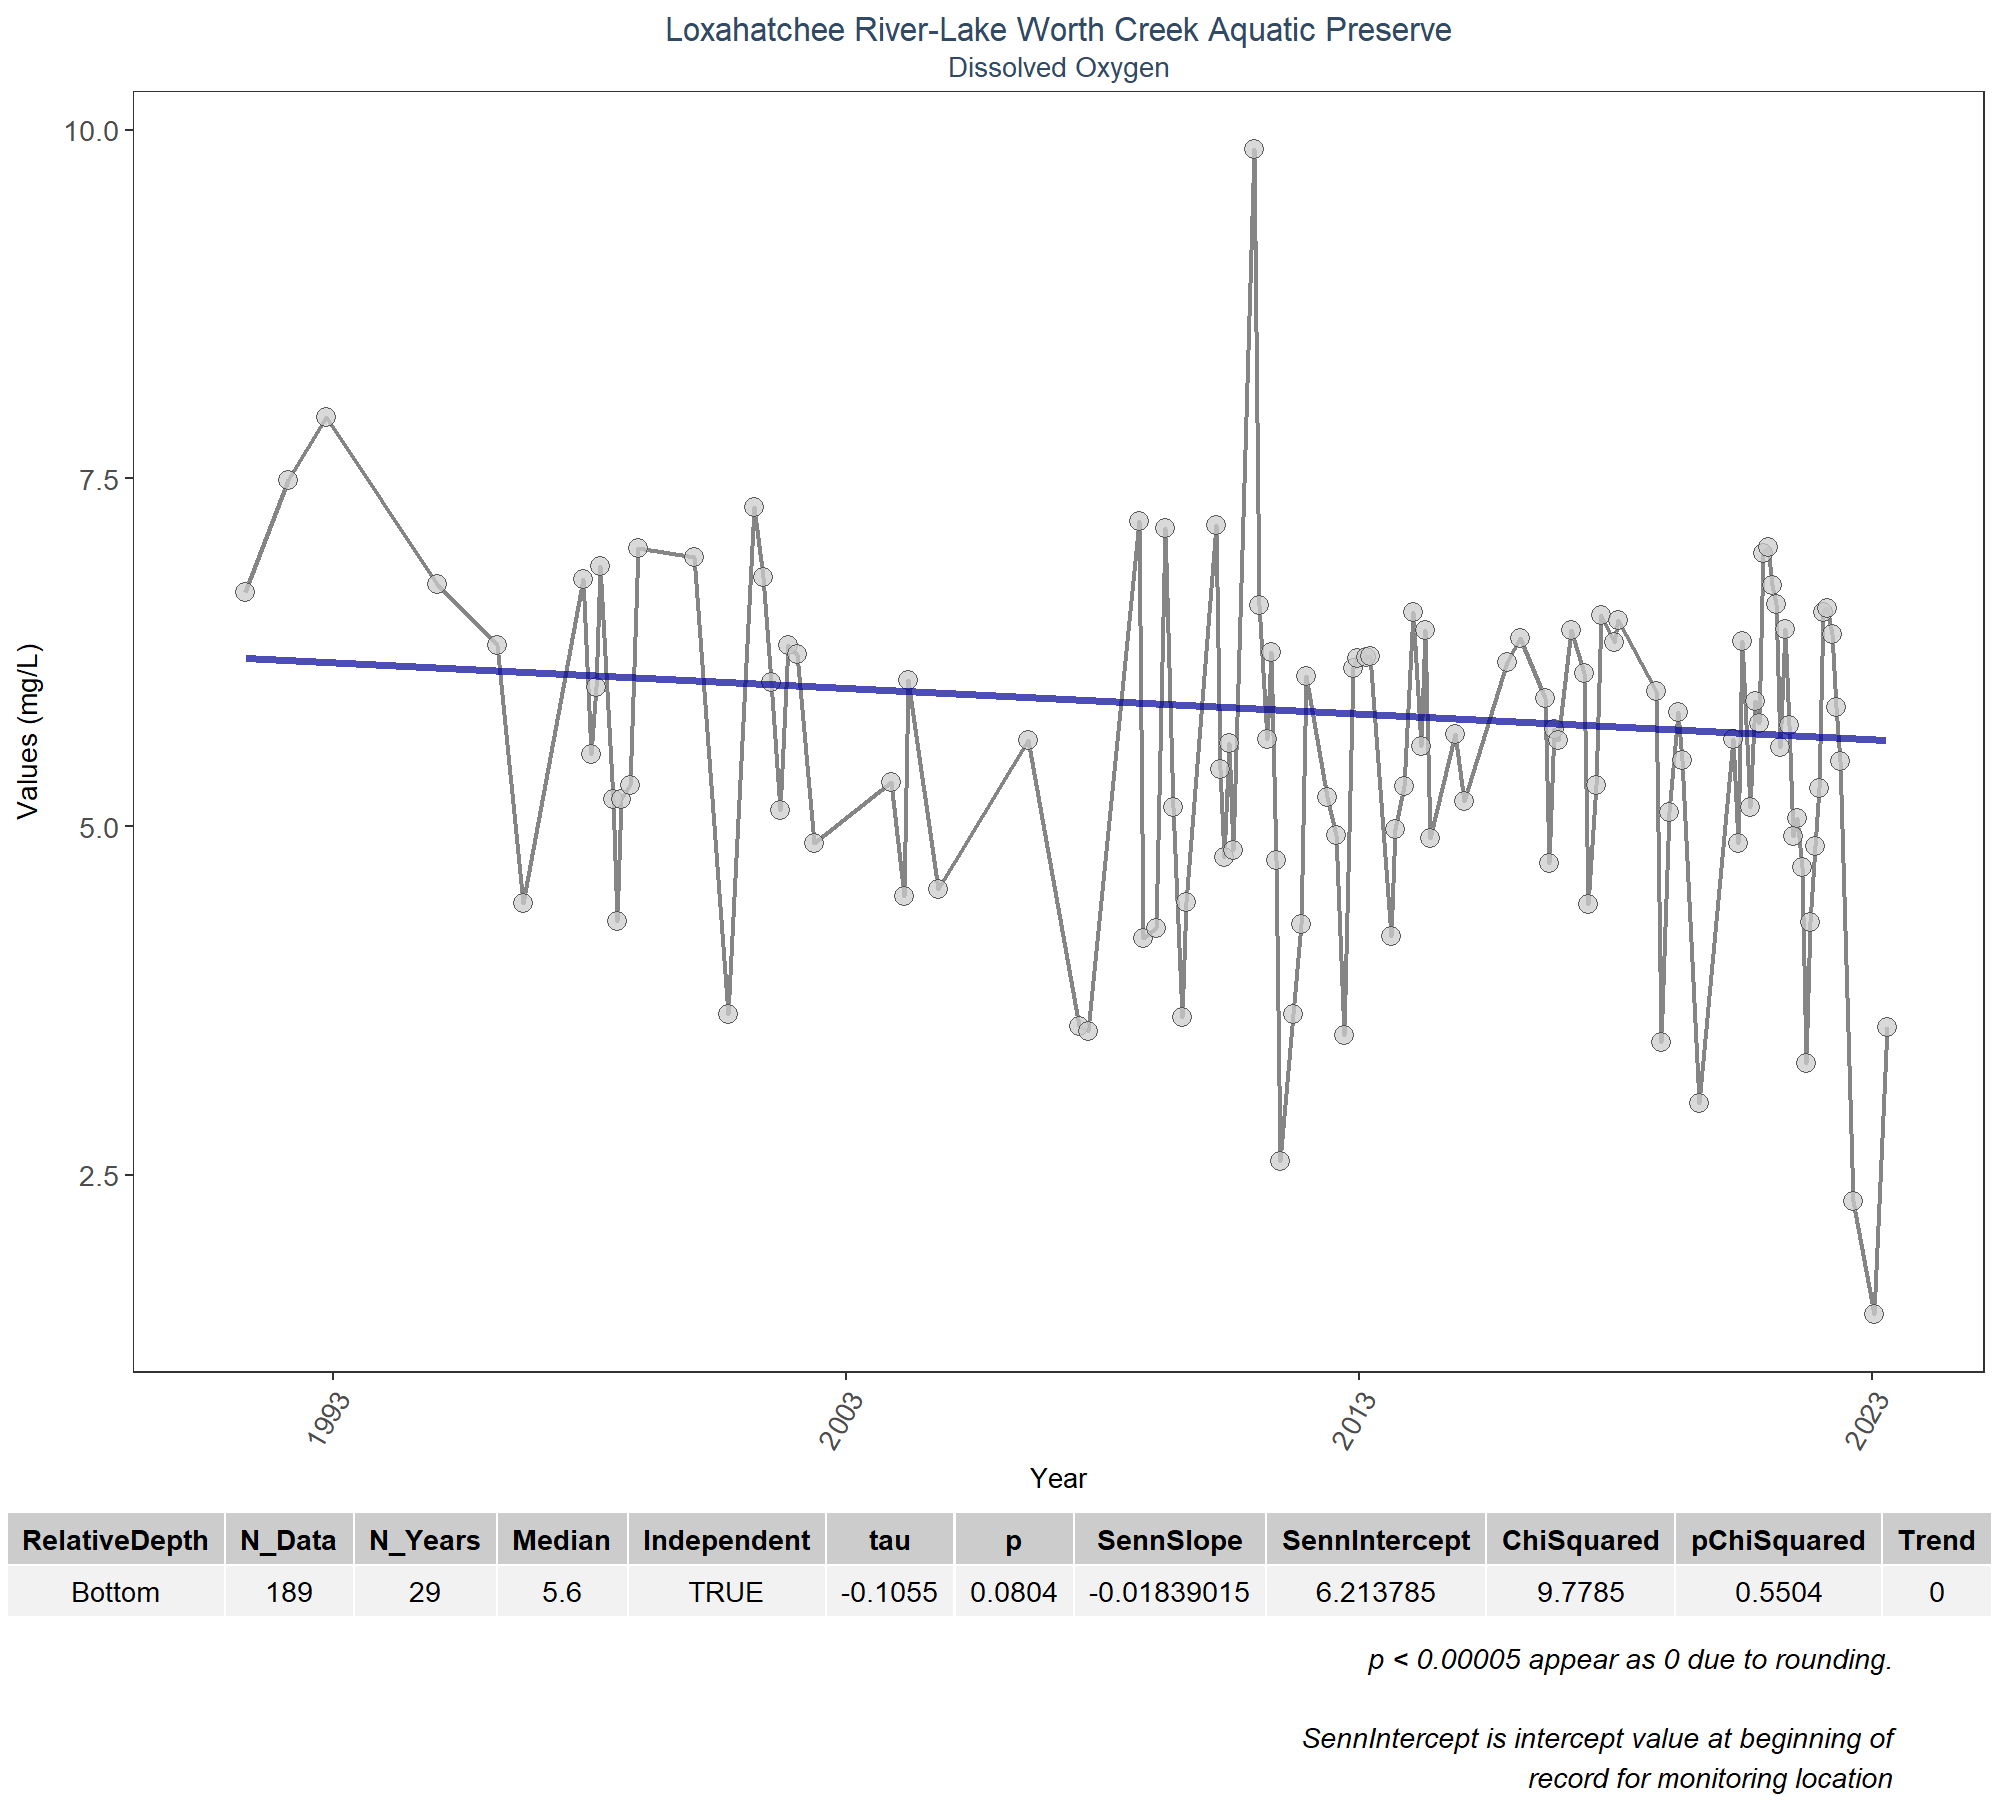 Loxahatchee River-Lake Worth Creek Aquatic Preserve
Dissolved Oxygen
Values (mg/L)
10.0
7.5
5.0
2.5
1993 2003 2013 2023
Year
RelativeDepth N_Data N_Years Median Independent tau p SennSlope SennIntercept ChiSquared pChiSquared Trend
Bottom 189 29 5.6 TRUE -0.1055 0.0804 -0.01839015 6.213785 9.7785 0.5504 0
p < 0.00005 appear as 0 due to rounding.
SennIntercept is intercept value at beginning of
record for monitoring location